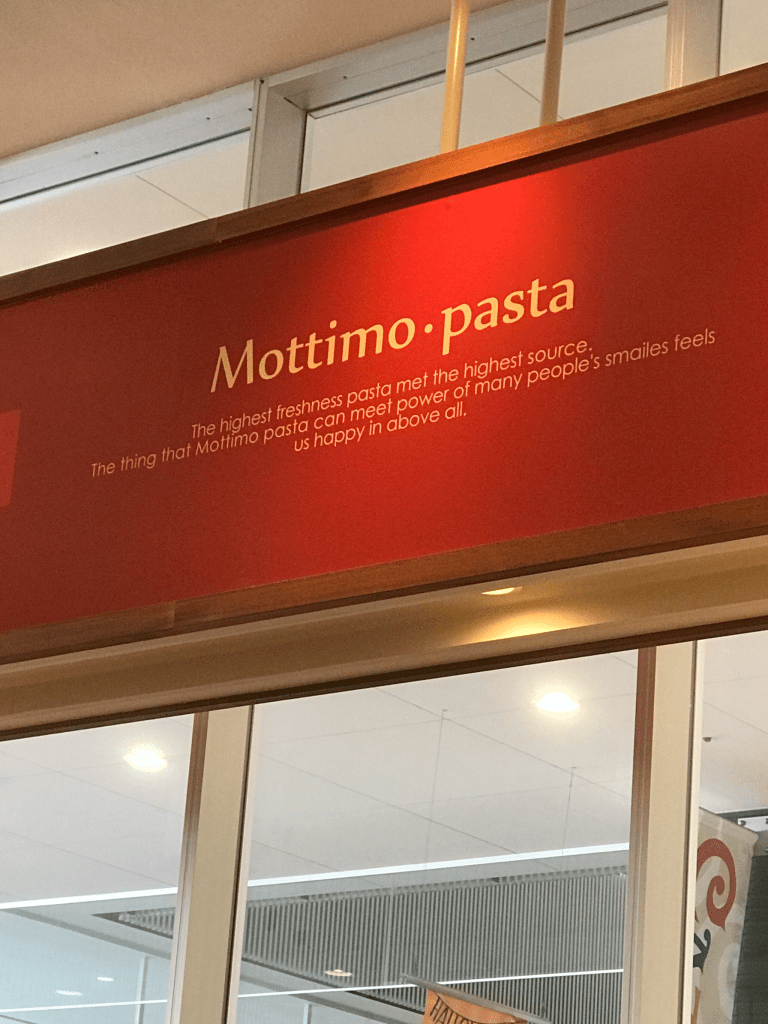 Mottimo·pasta
The highest freshness pasta met the highest source.
The thing that Mottimo pasta can meet power of many people's smailes feels
us happy in above all.